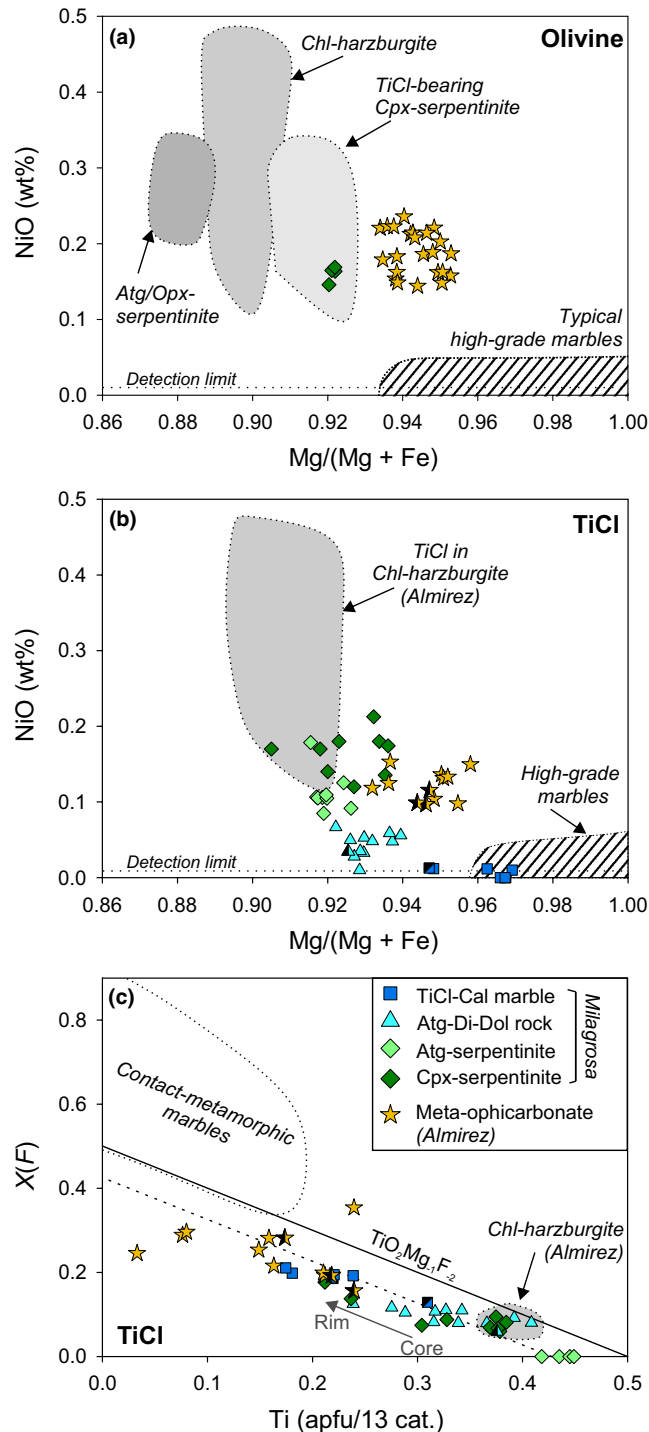 (a)
Olivine
Chl-harzburgite
TiCl-bearing
Cpx-serpentinite
Atg/Opx-
serpentinite
Typical
high-grade marbles
Detection limit
NiO (wt%)
0.5
0.4
0.3
0.2
0.1
0.0
0.86 0.88 0.90 0.92 0.94 0.96 0.98 1.00
Mg/(Mg + Fe)
(b)
TiCl
TiCl in
Chl-harzburgite
(Almirez)
High-grade
marbles
Detection limit
NiO (wt%)
0.5
0.4
0.3
0.2
0.1
0.0
0.86 0.88 0.90 0.92 0.94 0.96 0.98 1.00
Mg/(Mg + Fe)
(c)
TiCl-Cal marble
Atg-Di-Dol rock
Atg-serpentinite
Cpx-serpentinite
Milagrosa
Meta-ophicarbonate
(Almirez)
Contact-metamorphic
marbles
TiO2Mg-1F-2
Chl-harzburgite
(Almirez)
Rim
Core
TiCl
X(F)
0.8
0.6
0.4
0.2
0.0
0.0 0.1 0.2 0.3 0.4 0.5
Ti (apfu/13 cat.)